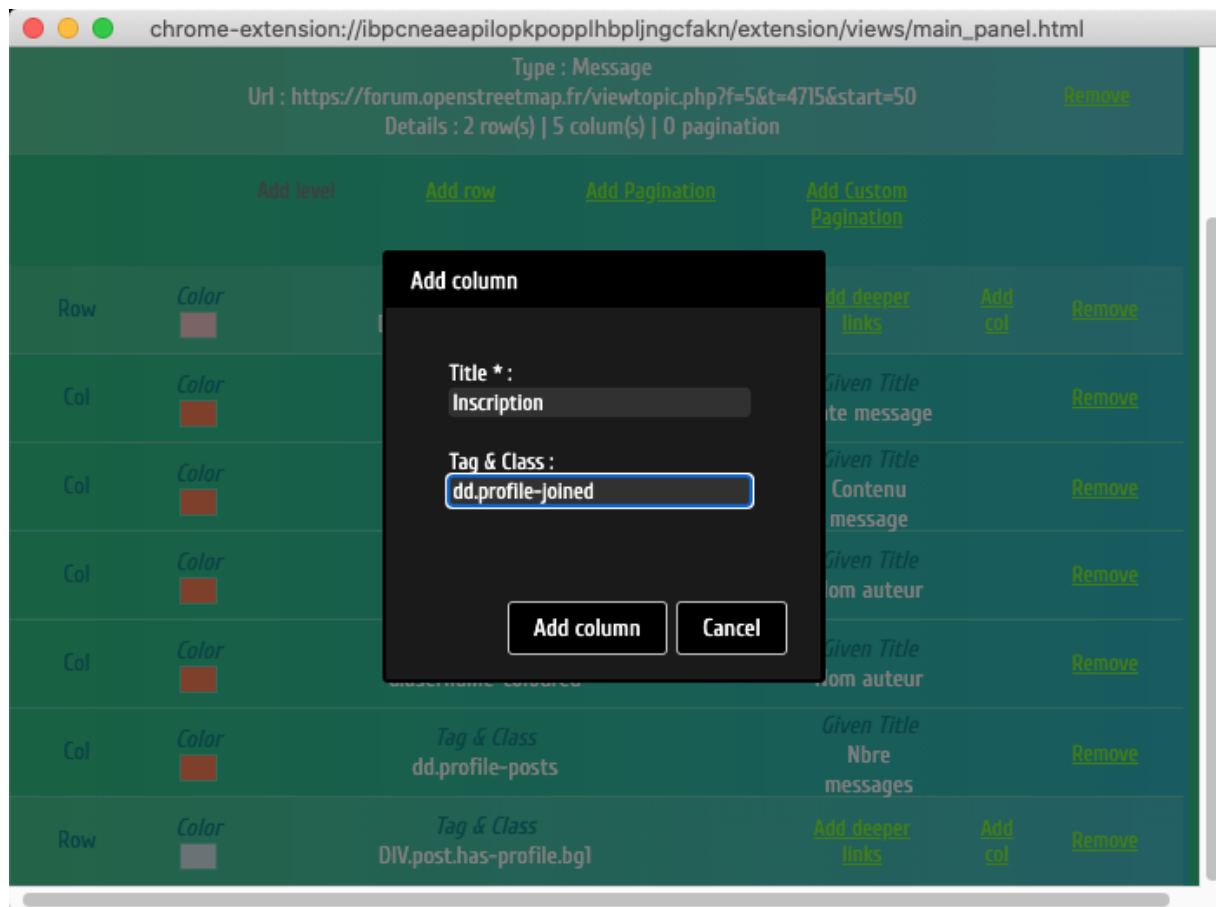 chrome-extension://ibpcneaeapilopkpopplhbpljngcfakn/extension/views/main_panel.html
Type : Message
Url : https://forum.openstreetmap.fr/viewtopic.php?f=5&t=4715&start=50
Remove
Details : 2 row(s) | 5 colum(s) | 0 pagination
Add level
Add row
Add Pagination
Add Custom
Pagination
Add column
Row
Color
dd deeper
links
Add
col
Remove
Title * :
Inscription
Col
Color
Given Title
te message
Remove
Tag & Class :
dd.profile-joined
Col
Color
Given Title
Contenu
message
Remove
Col
Color
Given Title
om auteur
Remove
Add column
Cancel
Col
Color
Given Title
Nom auteur
Remove
Col
Color
Tag & Class
dd.profile-posts
Given Title
Nbre
messages
Remove
Row
Color
Tag & Class
DIV.post.has-profile.bg1
Add deeper
links
Add
col
Remove